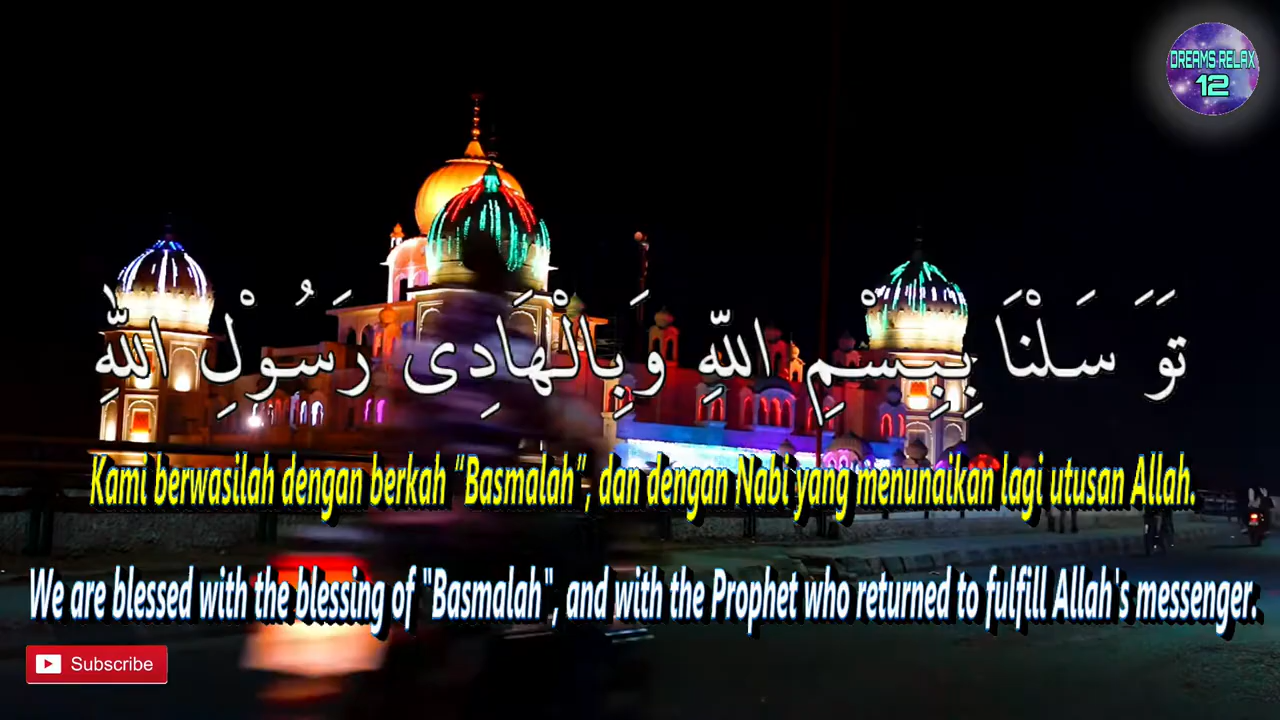 DREAMS RELAX
12
تَوَ سَلْنَا بِبِسْمِ اللّٰهِ وَبِالْهَادِى رَسُوْلِ اللّٰهِ
Kami berwasilah dengan berkah “Basmalah”, dan dengan Nabi yang menunaikan lagi utusan Allah.
We are blessed with the blessing of "Basmalah", and with the Prophet who returned to fulfill Allah's messenger.
Subscribe